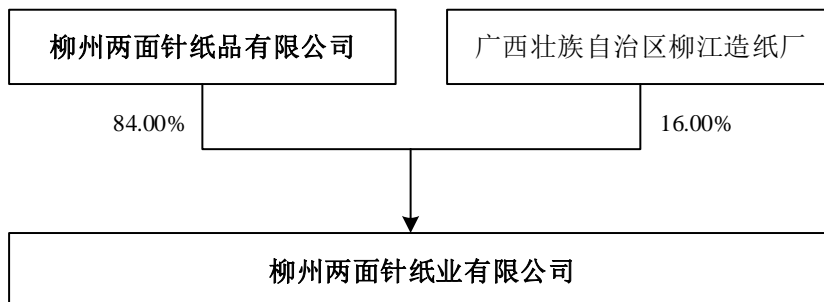 柳州两面针纸品有限公司
广西壮族自治区柳江造纸厂
84.00%
16.00%
柳州两面针纸业有限公司